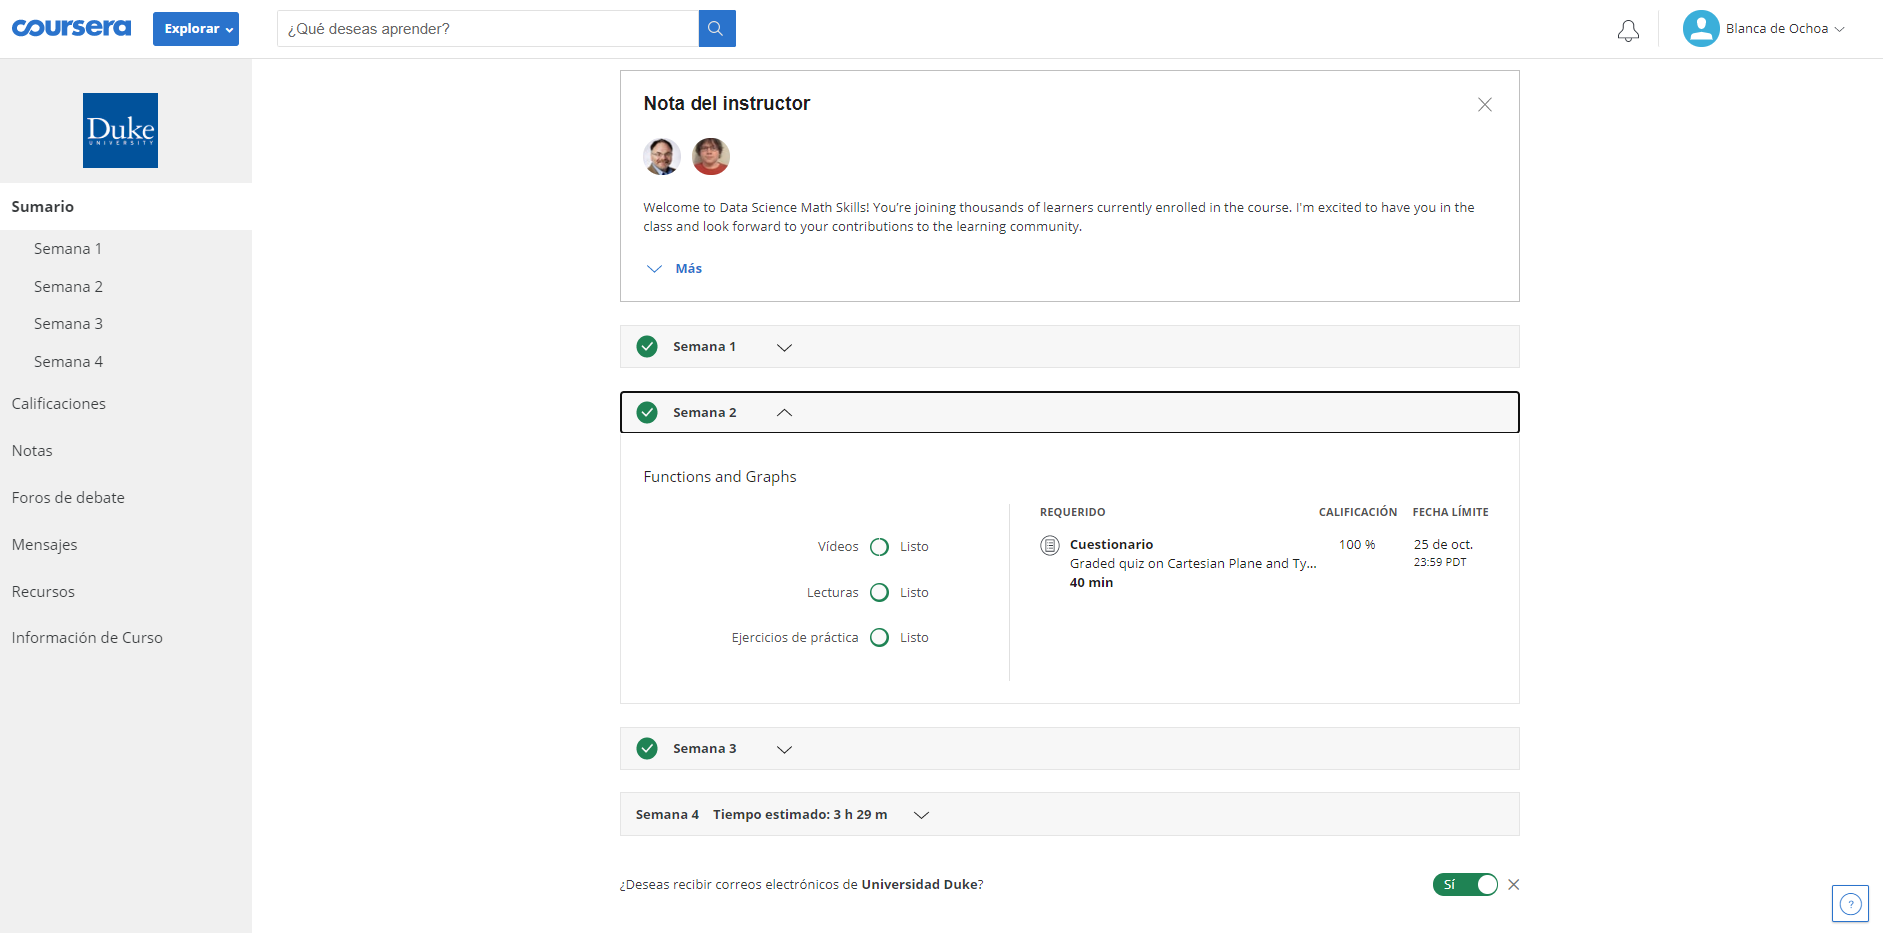 coursera
Explorar
¿Qué deseas aprender?
Blanca de Ochoa
Duke
UNIVERSITY
Sumario
Semana 1
Semana 2
Semana 3
Semana 4
Calificaciones
Notas
Foros de debate
Mensajes
Recursos
Información de Curso
Nota del instructor
Welcome to Data Science Math Skills! You’re joining thousands of learners currently enrolled in the course. I'm excited to have you in the
class and look forward to your contributions to the learning community.
Más
Semana 1
Semana 2
Functions and Graphs
Vídeos Listo
Lecturas Listo
Ejercicios de práctica Listo
REQUERIDO CALIFICACIÓN FECHA LÍMITE
Cuestionario 100 % 25 de oct.
Graded quiz on Cartesian Plane and Ty... 23:59 PDT
40 min
Semana 3
Semana 4 Tiempo estimado: 3 h 29 m
¿Deseas recibir correos electrónicos de Universidad Duke? Sí
?